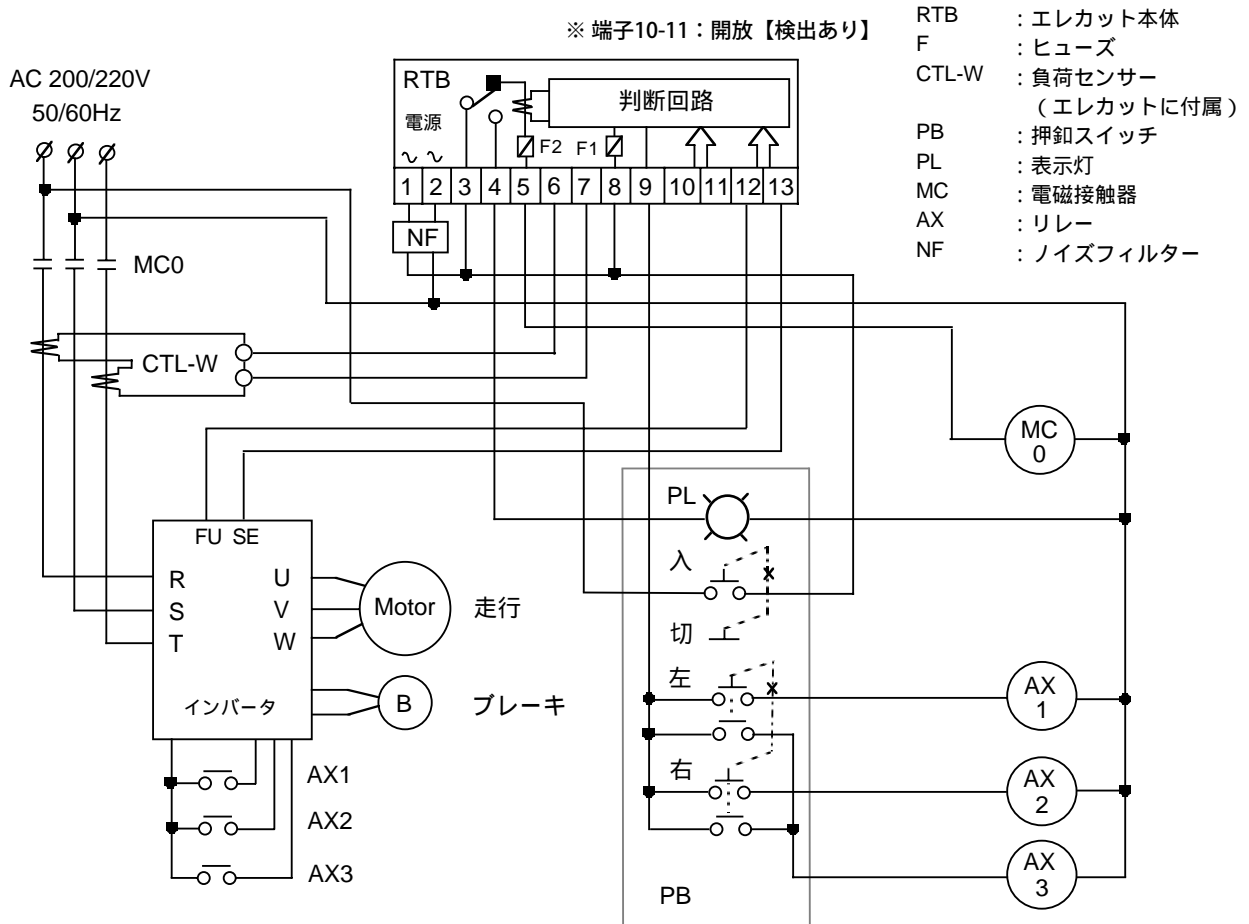 ※ 端子10-11：開放【検出あり】
RTB ：エレカット本体
F ：ヒューズ
CTL-W ：負荷センサー
（エレカットに付属）
PB ：押釦スイッチ
PL ：表示灯
MC ：電磁接触器
AX ：リレー
NF ：ノイズフィルター
AC 200/220V
50/60Hz
RTB
判断回路
電源
F2 F1
1 2 3 4 5 6 7 8 9 10 11 12 13
NF
MC0
CTL-W
MC
0
PL
FU SE
入
R U
S V
T W
Motor 走行
切
インバータ
B ブレーキ
左
AX
1
右
AX
2
AX1
AX2
AX3
AX
3
PB